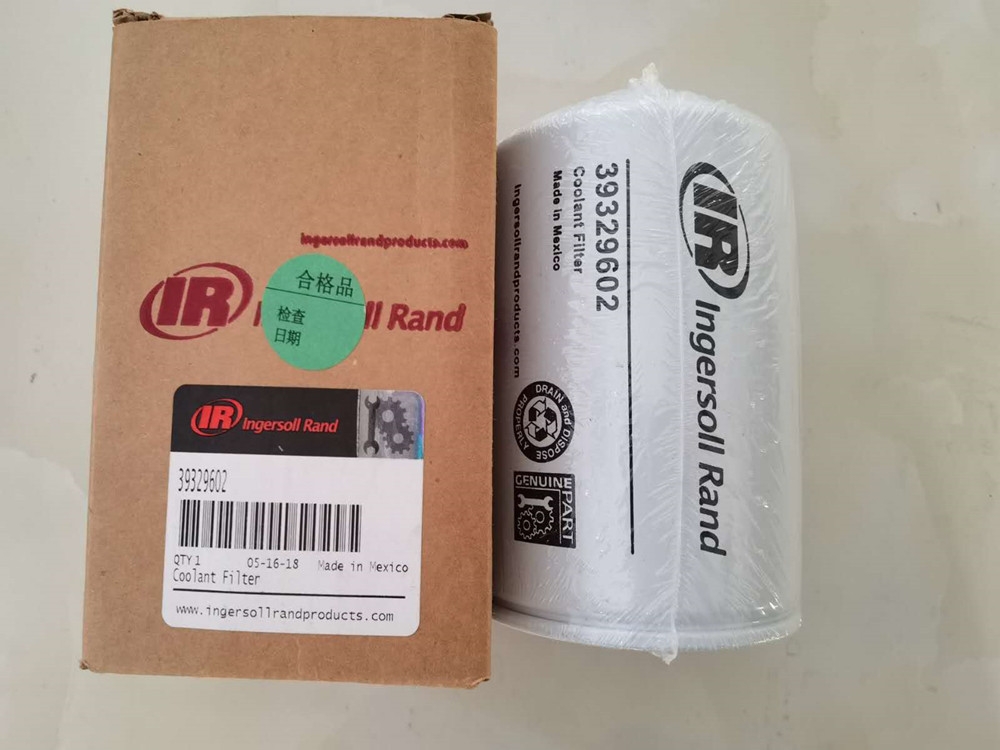 ingersollrandproducts.com
IR
ll Rand
合格品
检查
日期
IR Ingersoll Rand
39329602
QTY 1 05-16-18 Made in Mexico
Coolant Filter
www.ingersollrandproducts.com
IR Ingersoll Rand
39329602
Coolant Filter
Made in Mexico
Ingersollrandproducts.com
DRAIN and DISPOSE
PROPERLY
GENUINE
PART